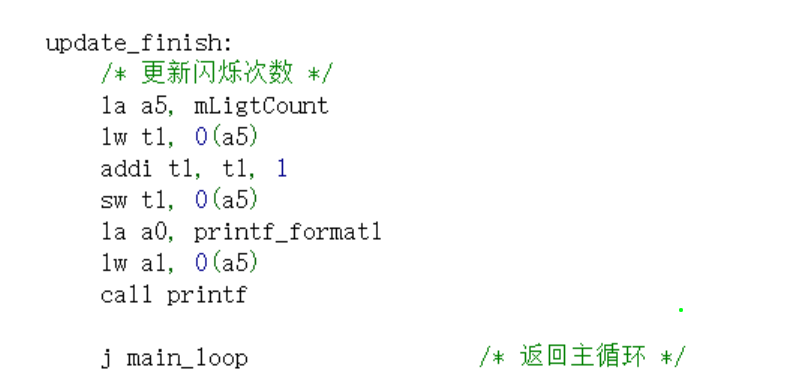 update_finish:
/* 更新闪烁次数 */
la a5, mLigtCount
lw t1, 0(a5)
addi t1, t1, 1
sw t1, 0(a5)
la a0, printf_format1
lw a1, 0(a5)
call printf
j main_loop /* 返回主循环 */